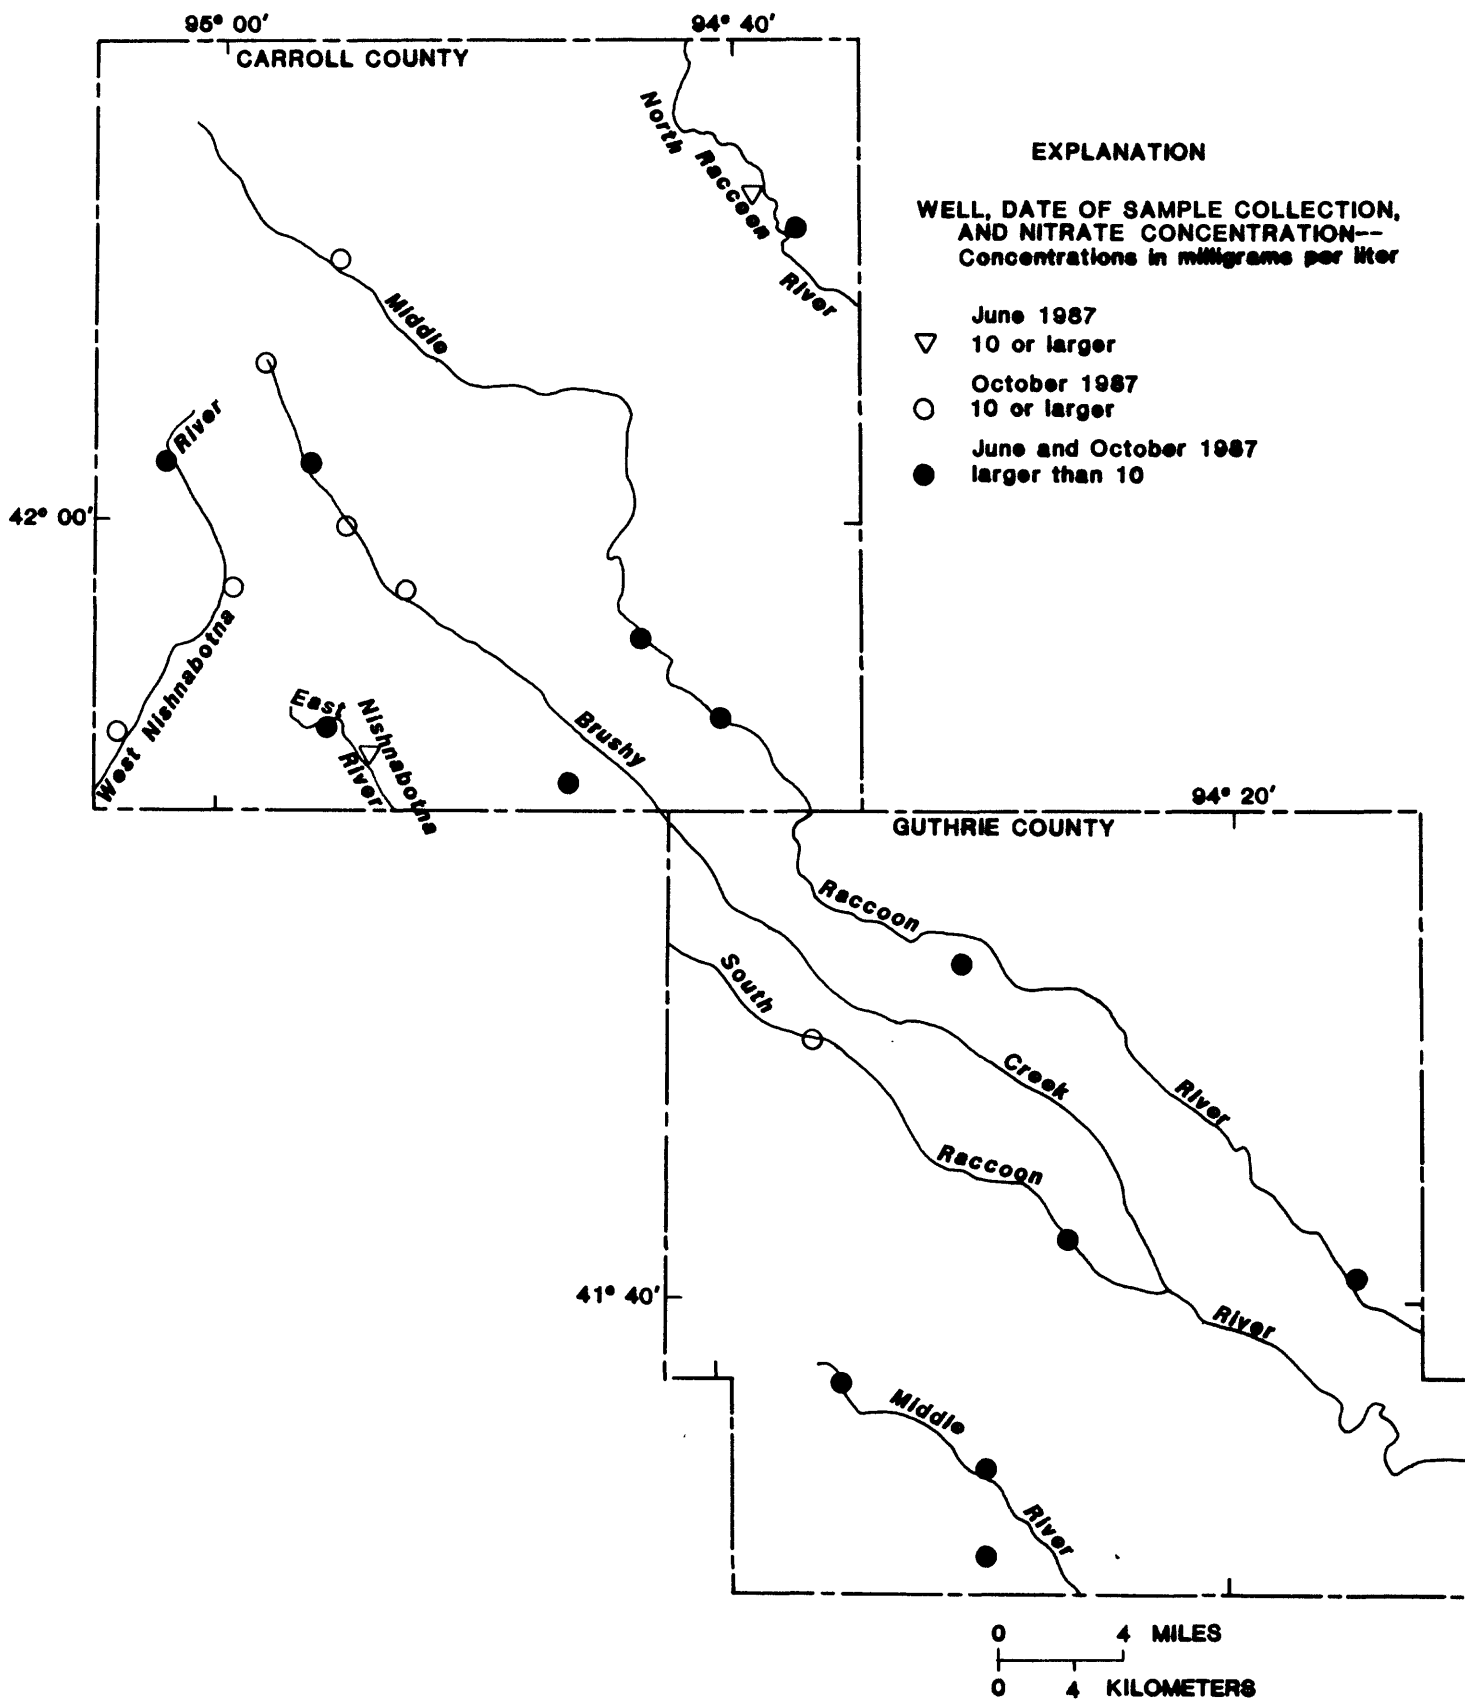 95° 00'
94° 40'
CARROLL COUNTY
North
Raccoon
River
EXPLANATION
WELL, DATE OF SAMPLE COLLECTION,
AND NITRATE CONCENTRATION--
Concentrations in milligrams per liter
June 1987
10 or larger
October 1987
10 or larger
June and October 1987
larger than 10
Middle
River
42° 00'
West Nishnabotna
East
Nishnabotna
River
Brushy
94° 20'
GUTHRIE COUNTY
Raccoon
South
Creek
River
Raccoon
41° 40'
River
Middle
River
0 4 MILES
0 4 KILOMETERS